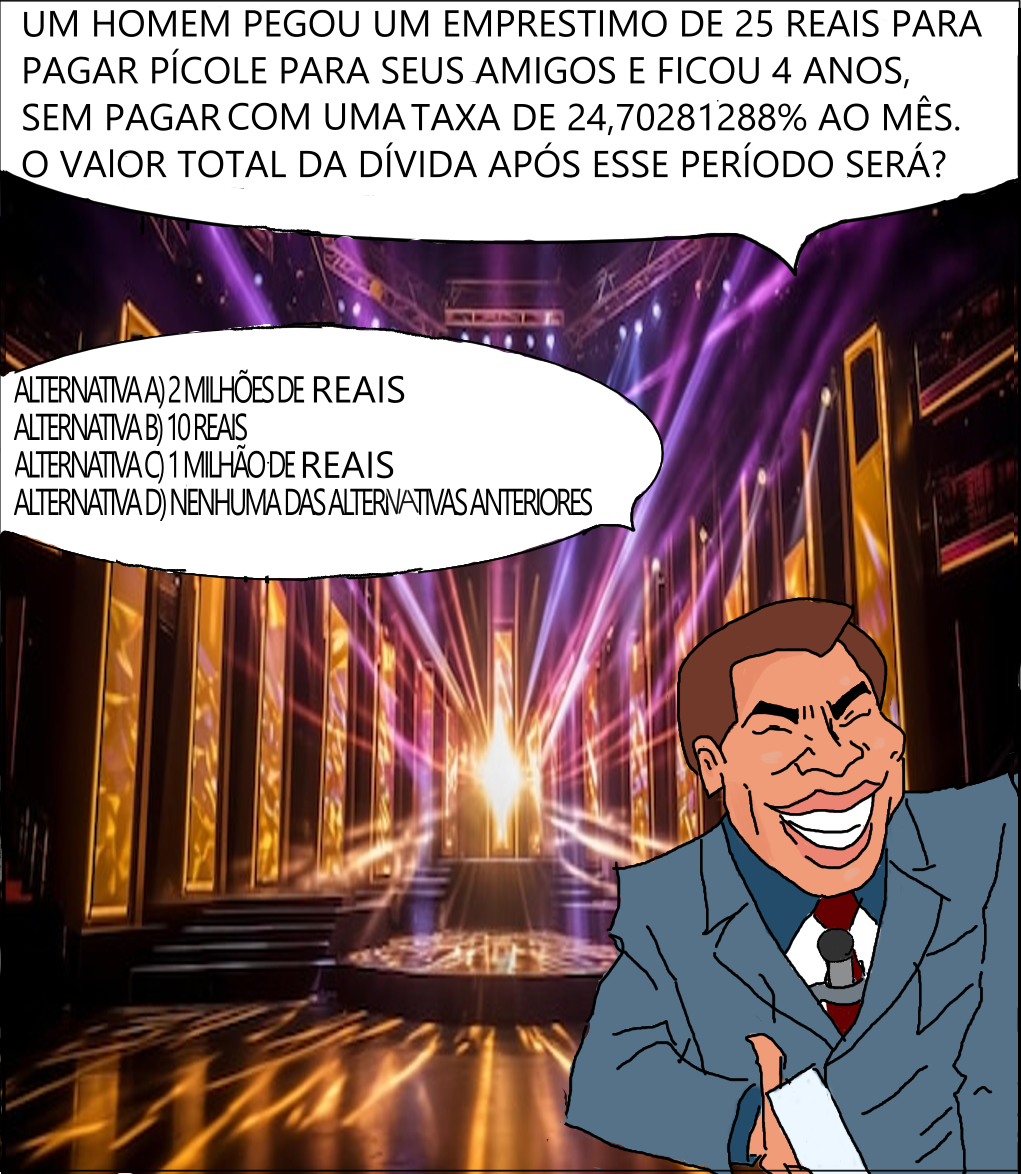 UM HOMEM PEGOU UM EMPRESTIMO DE 25 REAIS PARA
PAGAR PÍCOLE PARA SEUS AMIGOS E FICOU 4 ANOS,
SEM PAGAR COM UMA TAXA DE 24,70281288% AO MÊS.
O VAlOR TOTAL DA DÍVIDA APÓS ESSE PERÍODO SERÁ?
ALTERNATIVA A) 2 MILHÕES DE REAIS
ALTERNATIVA B) 10 REAIS
ALTERNATIVA C) 1 MILHÃO DE REAIS
ALTERNATIVA D) NENHUMA DAS ALTERNATIVAS ANTERIORES